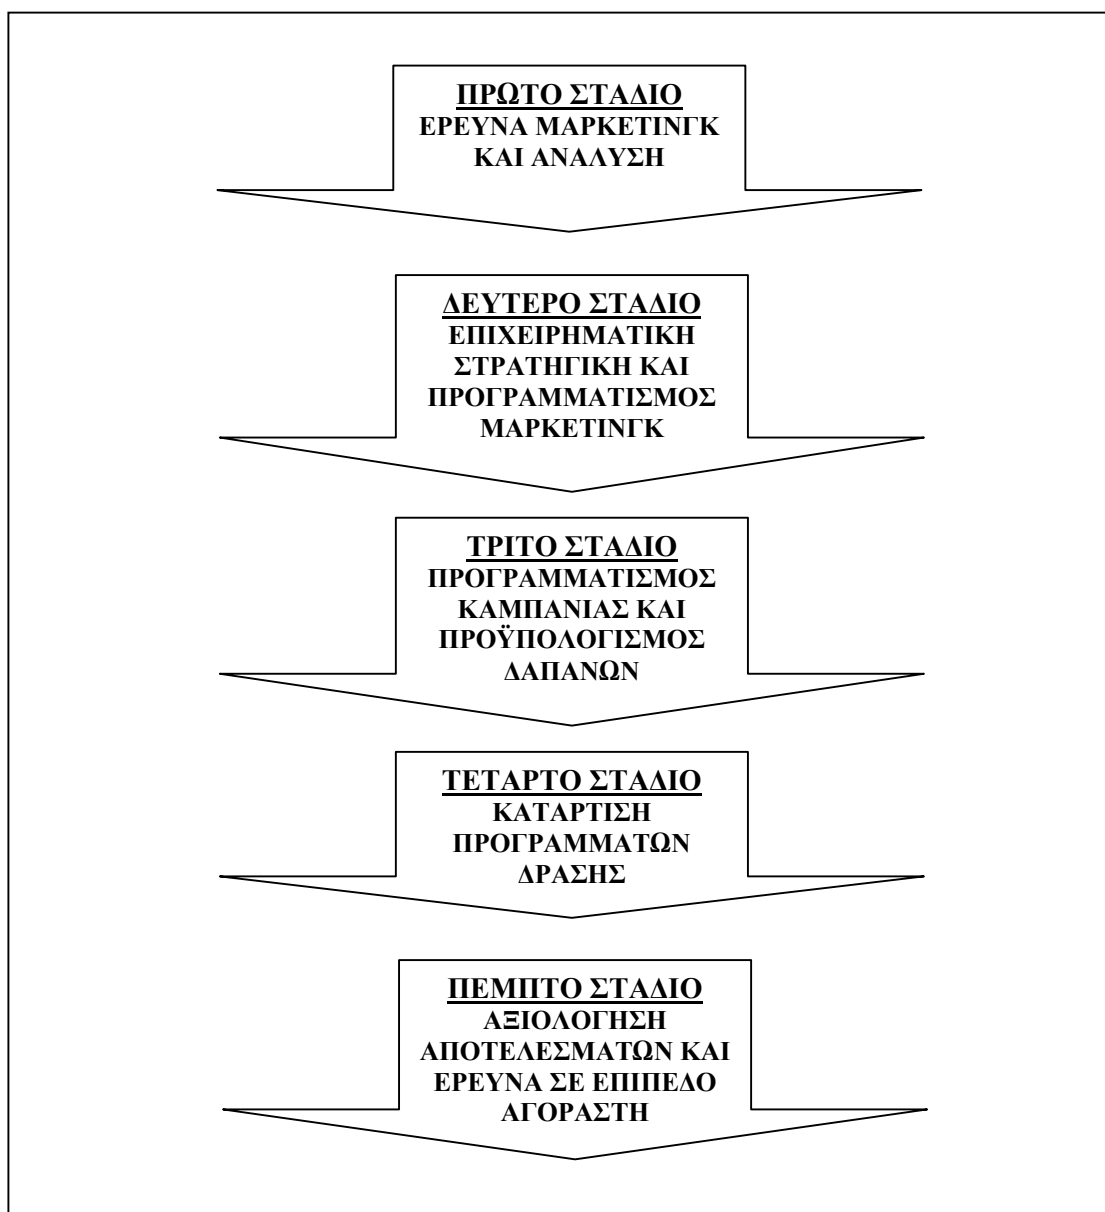 ΠΡΩΤΟ ΣΤΑΔΙΟ
ΕΡΕΥΝΑ ΜΑΡΚΕΤΙΝΓΚ
ΚΑΙ ΑΝΑΛΥΣΗ
ΔΕΥΤΕΡΟ ΣΤΑΔΙΟ
ΕΠΙΧΕΙΡΗΜΑΤΙΚΗ
ΣΤΡΑΤΗΓΙΚΗ ΚΑΙ
ΠΡΟΓΡΑΜΜΑΤΙΣΜΟΣ
ΜΑΡΚΕΤΙΝΓΚ
ΤΡΙΤΟ ΣΤΑΔΙΟ
ΠΡΟΓΡΑΜΜΑΤΙΣΜΟΣ
ΚΑΜΠΑΝΙΑΣ ΚΑΙ
ΠΡΟΫΠΟΛΟΓΙΣΜΟΣ
ΔΑΠΑΝΩΝ
ΤΕΤΑΡΤΟ ΣΤΑΔΙΟ
ΚΑΤΑΡΤΙΣΗ
ΠΡΟΓΡΑΜΜΑΤΩΝ
ΔΡΑΣΗΣ
ΠΕΜΠΤΟ ΣΤΑΔΙΟ
ΑΞΙΟΛΟΓΗΣΗ
ΑΠΟΤΕΛΕΣΜΑΤΩΝ ΚΑΙ
ΕΡΕΥΝΑ ΣΕ ΕΠΙΠΕΔΟ
ΑΓΟΡΑΣΤΗ